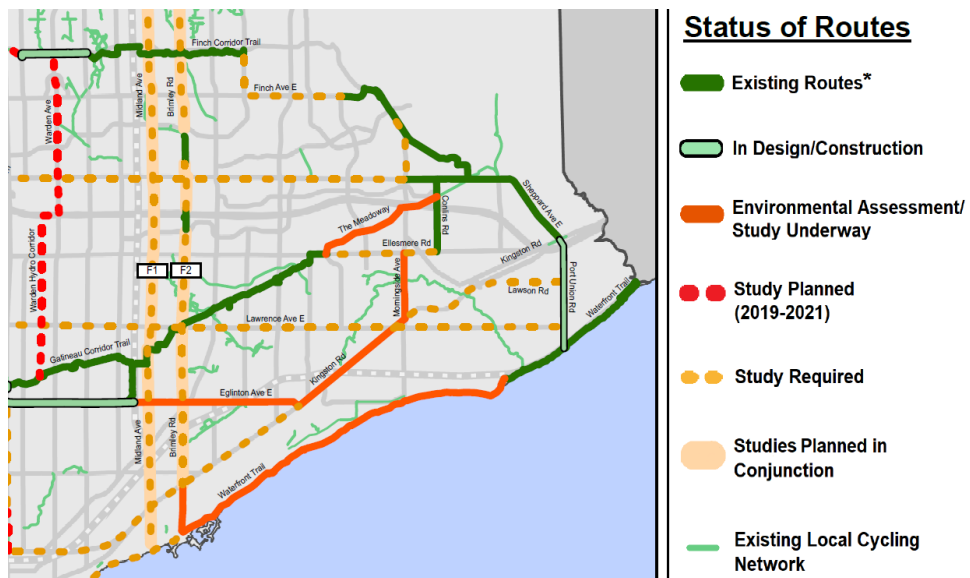 Finch Corridor Trail
Midland Ave
Brimley Rd
Finch Ave E
Warden Ave
The Meadoway
Conlins Rd
Sheppard Ave E
Ellesmere Rd
Kingston Rd
Warden Hydro Corridor
F1
F2
Morningside Ave
Port Union Rd
Lawson Rd
Waterfront Trail
Lawrence Ave E
Gatineau Corridor Trail
Kingston Rd
Eglinton Ave E
Midland Ave
Brimley Rd
Waterfront Trail
Status of Routes
Existing Routes*
In Design/Construction
Environmental Assessment/
Study Underway
Study Planned
(2019-2021)
Study Required
Studies Planned in
Conjunction
Existing Local Cycling
Network